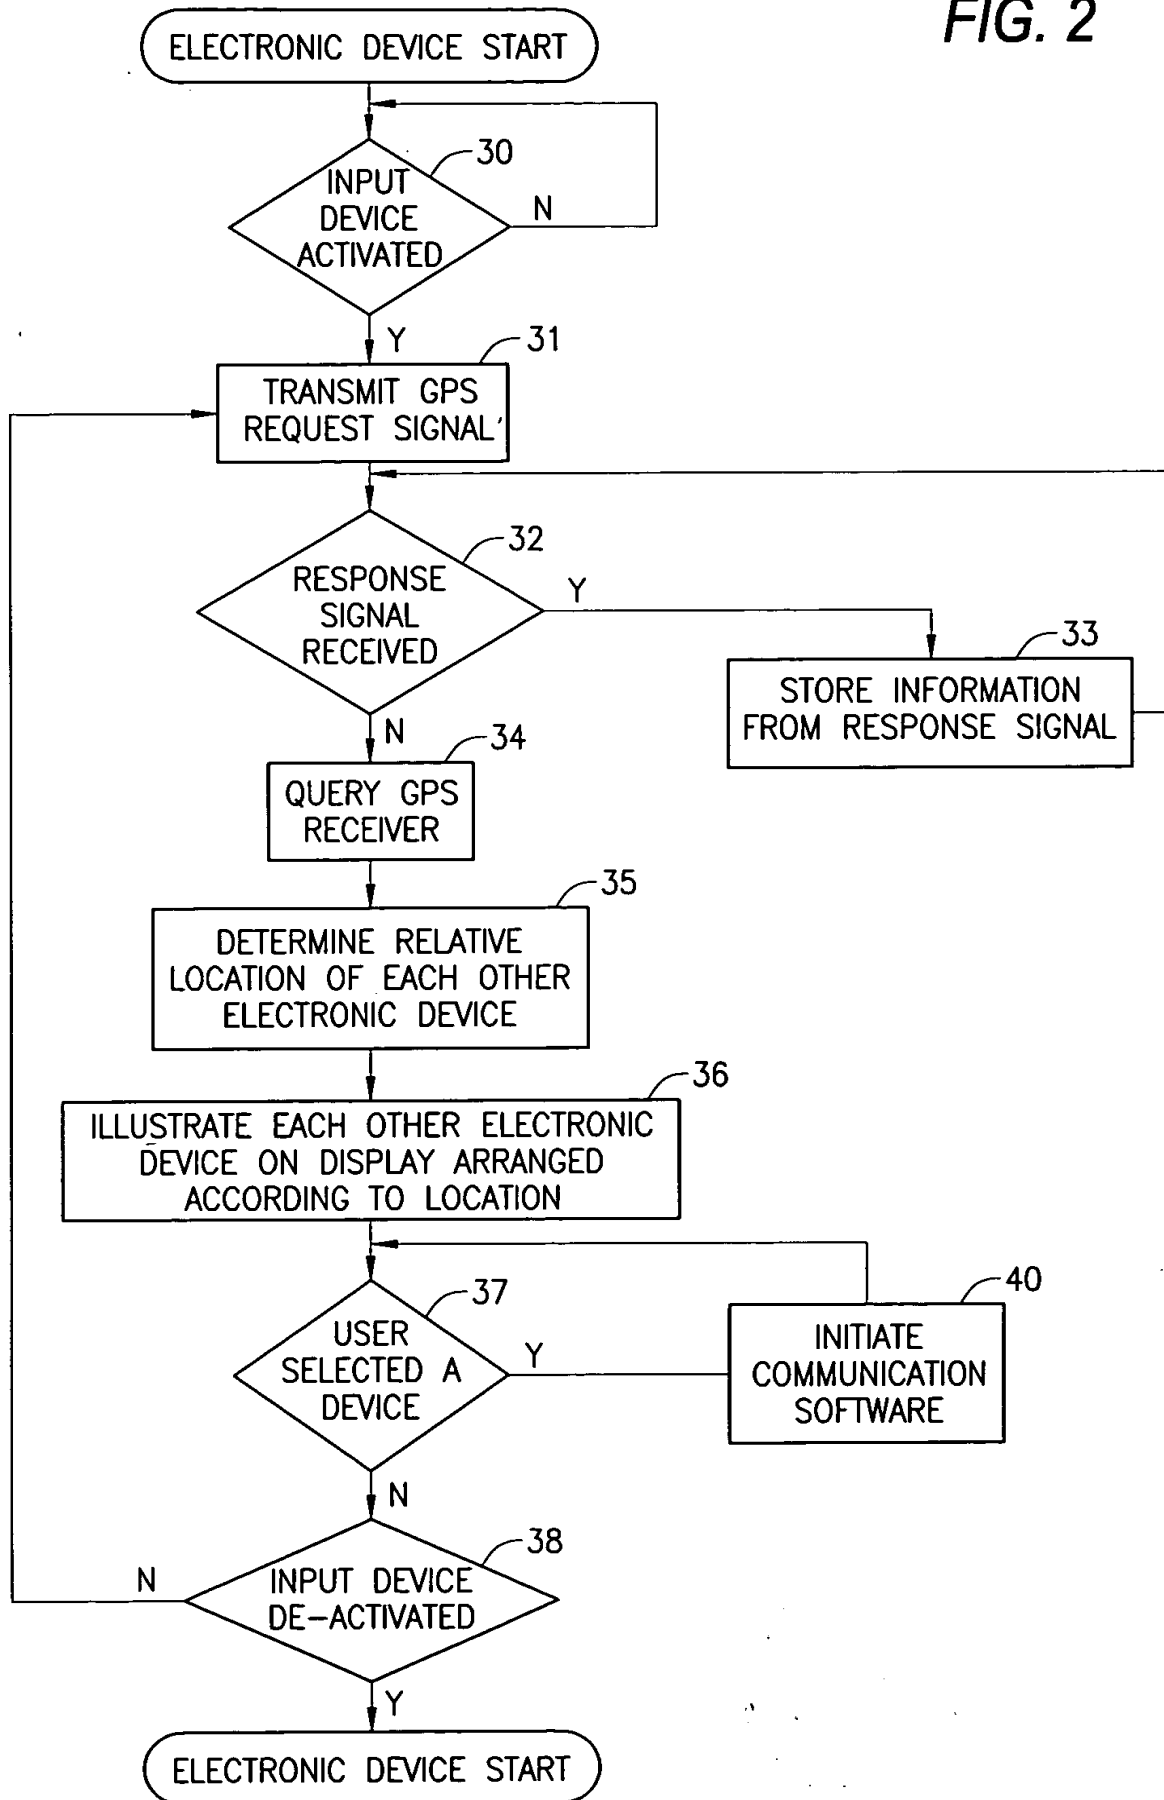 FIG. 2
ELECTRONIC DEVICE START
30
INPUT
DEVICE
ACTIVATED
N
Y
31
TRANSMIT GPS
REQUEST SIGNAL
32
RESPONSE
SIGNAL
RECEIVED
Y
33
STORE INFORMATION
FROM RESPONSE SIGNAL
N
34
QUERY GPS
RECEIVER
35
DETERMINE RELATIVE
LOCATION OF EACH OTHER
ELECTRONIC DEVICE
36
ILLUSTRATE EACH OTHER ELECTRONIC
DEVICE ON DISPLAY ARRANGED
ACCORDING TO LOCATION
37
USER
SELECTED A
DEVICE
Y
40
INITIATE
COMMUNICATION
SOFTWARE
N
38
INPUT DEVICE
DE-ACTIVATED
N
Y
ELECTRONIC DEVICE START